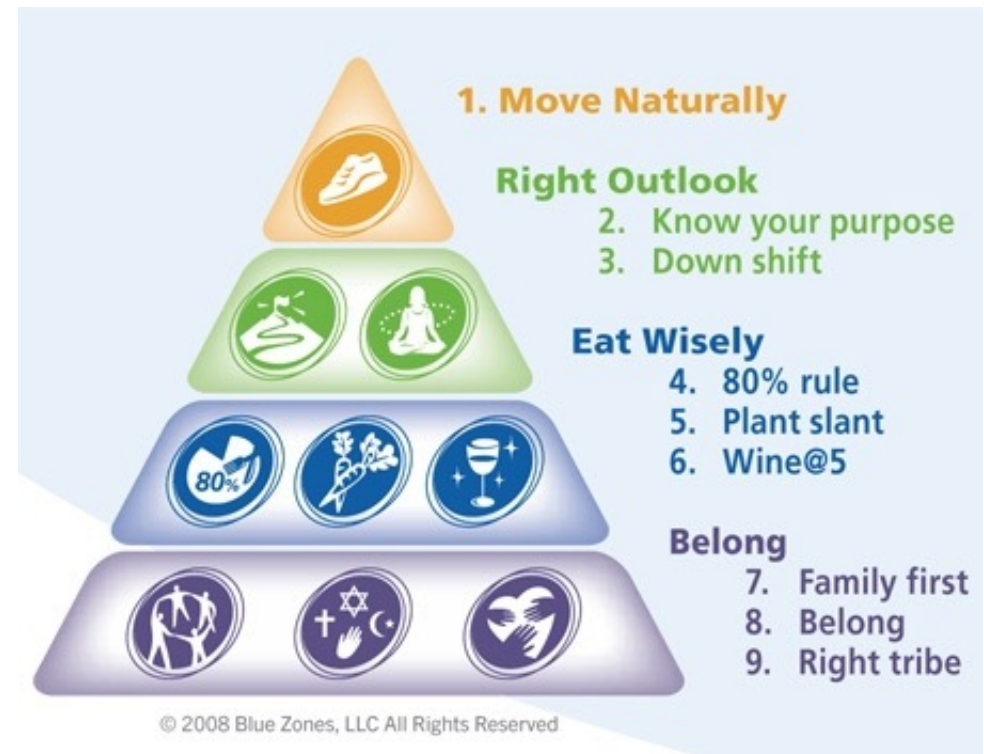 1. Move Naturally
Right Outlook
2. Know your purpose
3. Down shift
Eat Wisely
4. 80% rule
5. Plant slant
6. Wine@5
80%
Belong
7. Family first
8. Belong
9. Right tribe
© 2008 Blue Zones, LLC All Rights Reserved